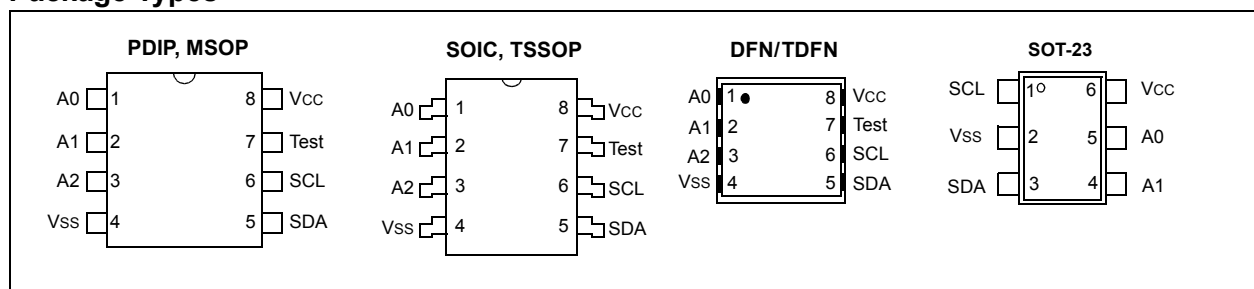 Package Types
PDIP, MSOP
A0 1 8 VCC
A1 2 7 Test
A2 3 6 SCL
VSS 4 5 SDA
SOIC, TSSOP
A0 1 8 VCC
A1 2 7 Test
A2 3 6 SCL
VSS 4 5 SDA
DFN/TDFN
A0 1 8 VCC
A1 2 7 Test
A2 3 6 SCL
VSS 4 5 SDA
SOT-23
SCL 1 6 VCC
VSS 2 5 A0
SDA 3 4 A1